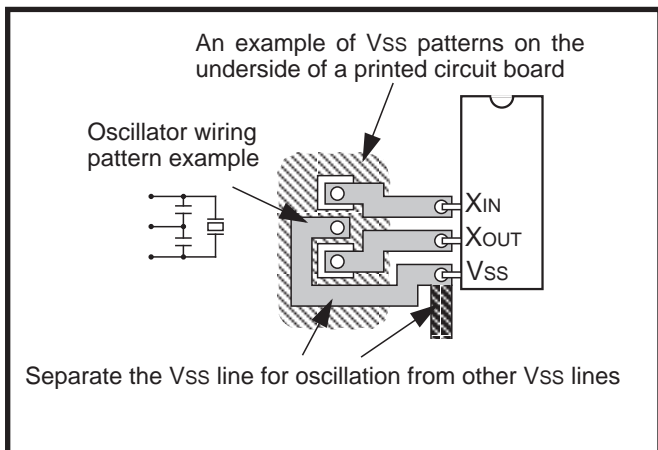 An example of VSS patterns on the
underside of a printed circuit board
Oscillator wiring
pattern example
XIN
XOUT
VSS
Separate the VSS line for oscillation from other VSS lines